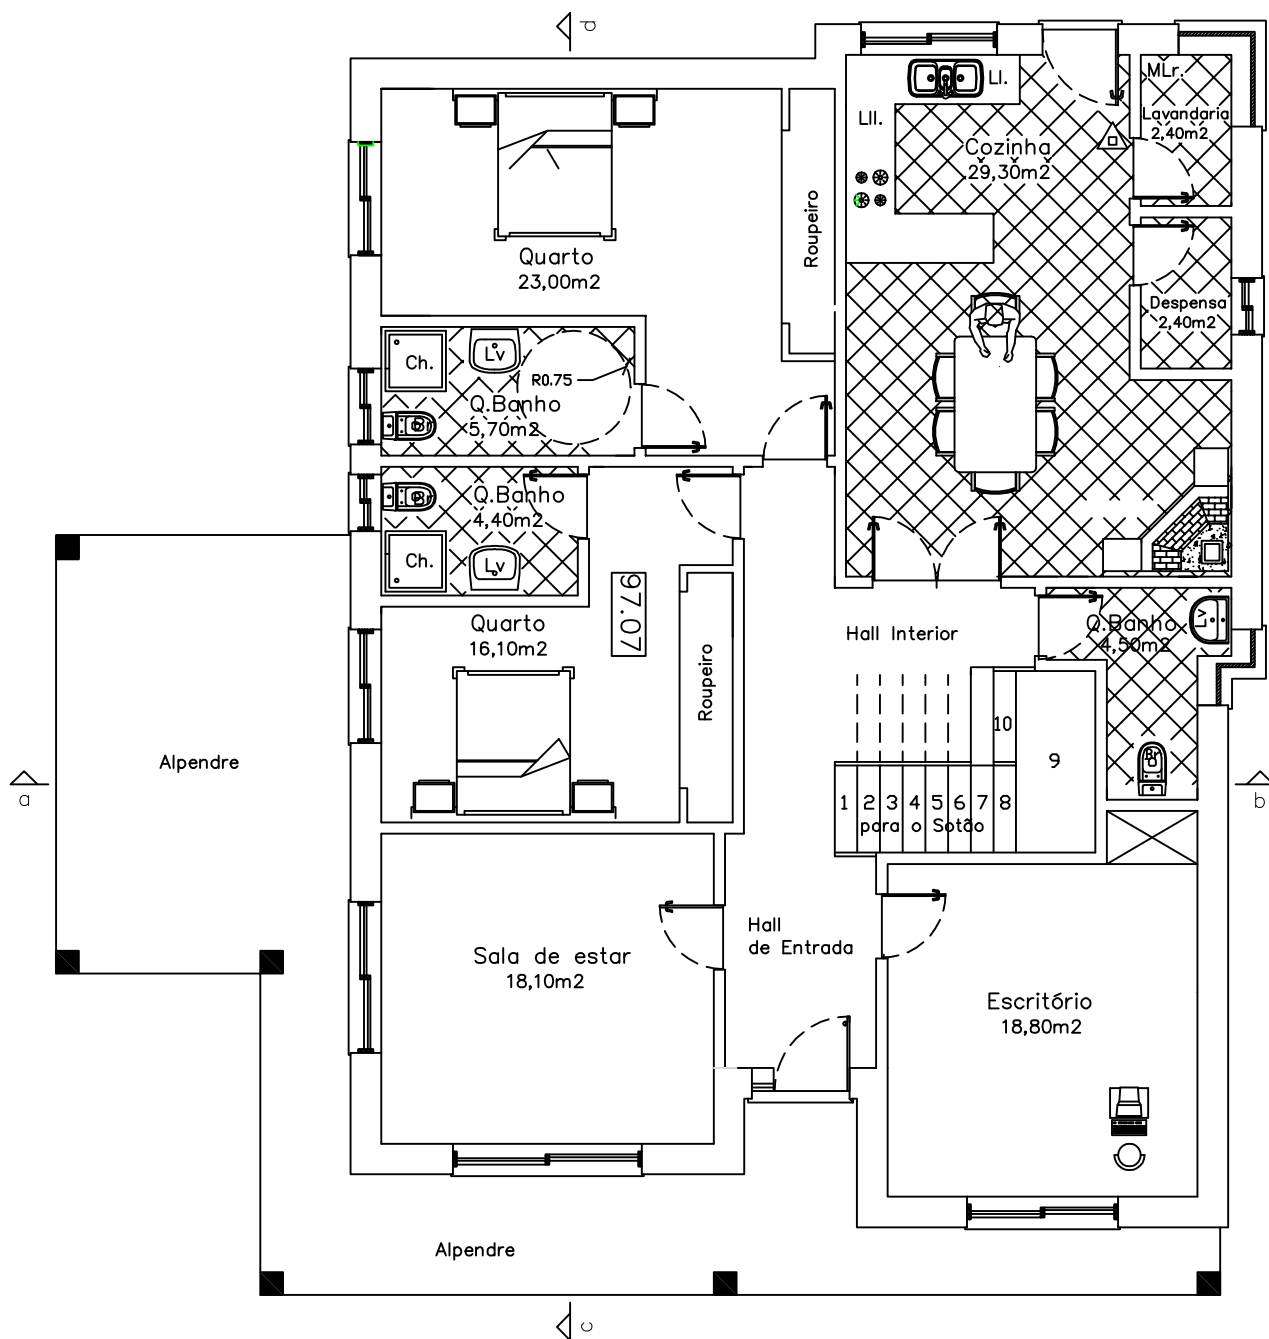 d
MLr.
Ll.
Lavandaria
2,40m2
Lll.
Cozinha
29,30m2
Roupeiro
Quarto
23,00m2
Despensa
2,40m2
Ch.
Lv
R0.75
Q.Banho
5,70m2
Br
Q.Banho
4,40m2
Br
Ch.
Lv
97.07
Quarto
16,10m2
Hall Interior
Q.Banho
4,50m2
Lv
Roupeiro
10
9
Br
Alpendre
a
b
1 2 3 4 5 6 7 8
para o Sotão
Hall
de Entrada
Sala de estar
18,10m2
Escritório
18,80m2
Alpendre
c